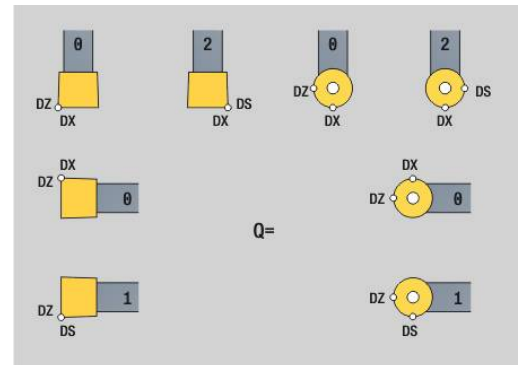 0 2 0 2
DZ DS DZ DS
DX DX DX DX
DX DX
DZ 0 DZ 0
Q=
1 1
DZ DZ
DS DS